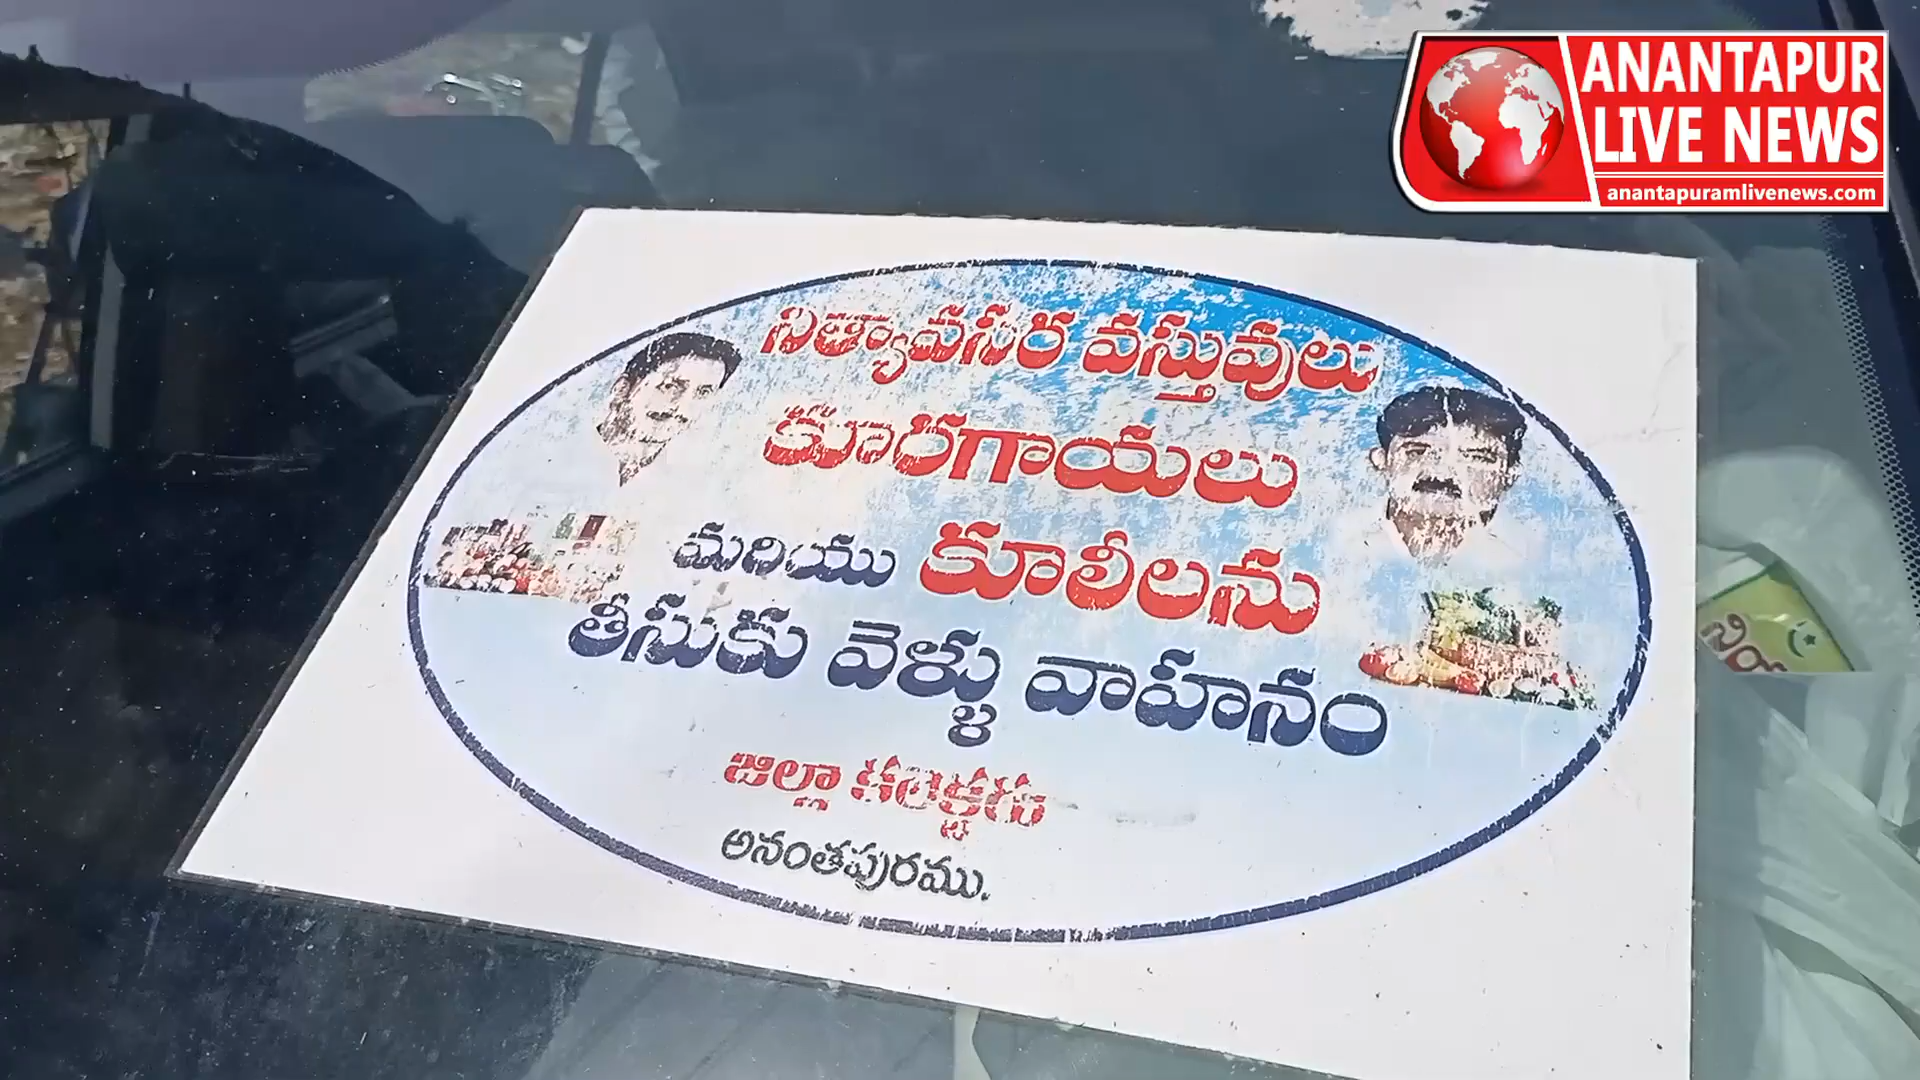 ANANTAPUR
LIVE NEWS
anantapuramlivenews.com
నిత్యావసర వస్తువులు
కూరగాయలు
మరియు కూలీలను
తీసుకు వెళ్ళు వాహనం
జిల్లా కలెక్టరు
అనంతపురము.